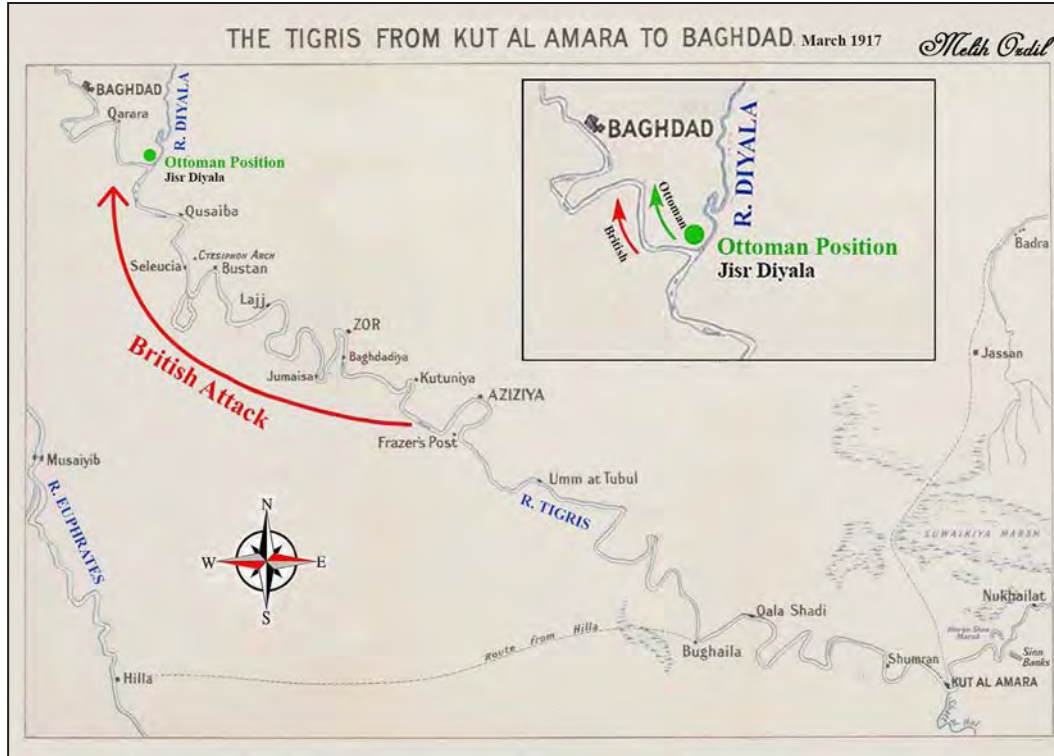 THE TIGRIS FROM KUT AL AMARA TO BAGHDAD. March 1917
Melih Ozdil
BAGHDAD
Qarara
R. DIYALA
Ottoman Position
Jisr Diyala
Qusaiba
CTESIPHON ARCH
Seleucia
Bustan
Lajj
ZOR
Baghdadiya
Jumaisa
Kutuniya
AZIZIYA
Frazer's Post
British Attack
Umm at Tubul
R. TIGRIS
Musaiyib
R. EUPHRATES
N
W
E
S
Hilla
Route from Hilla
Bughaila
Qala Shadi
Shumran
KUT AL AMARA
Nukhailat
Sinn
Banks
SUWAIKIYA MARSH
Jassan
Badra
BAGHDAD
R. DIYALA
Ottoman
British
Ottoman Position
Jisr Diyala